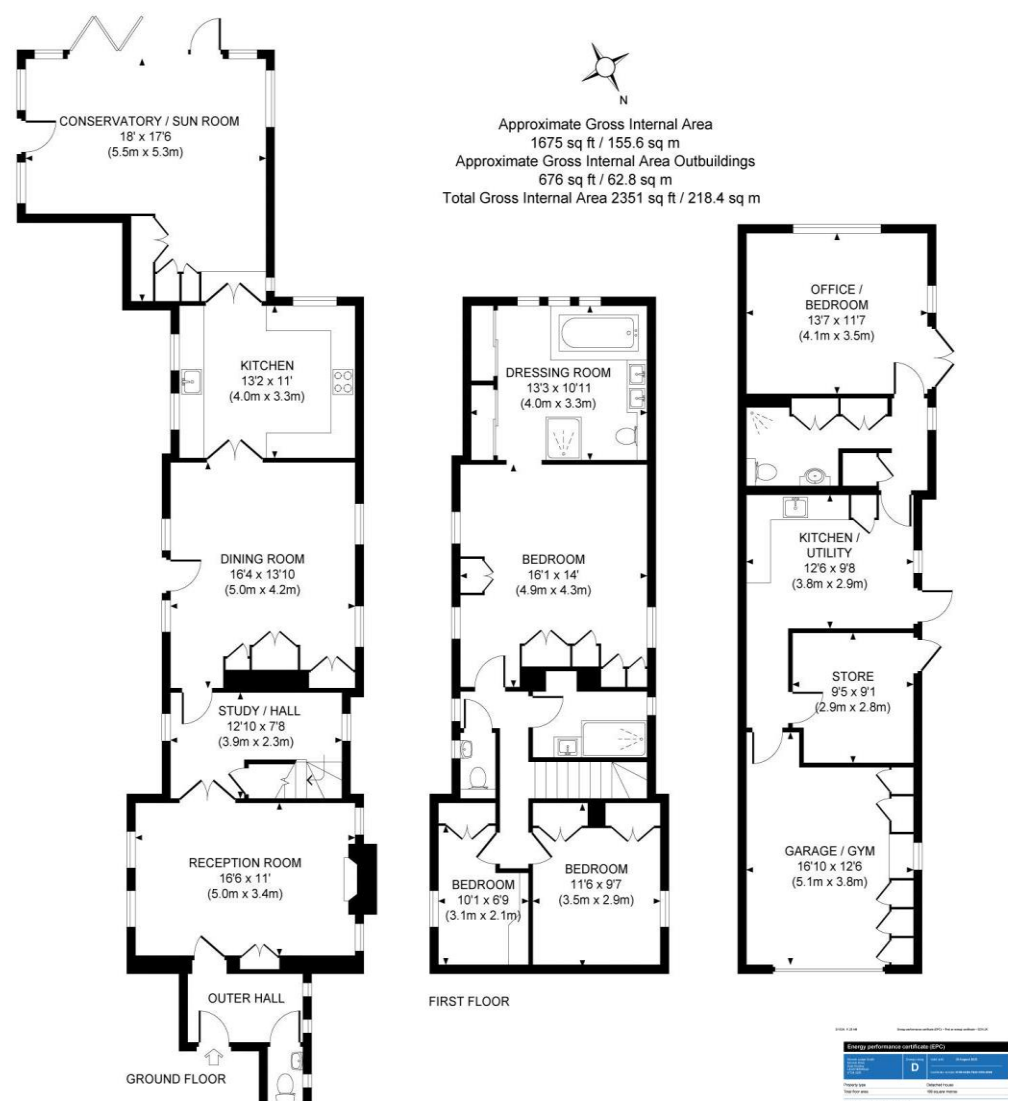 CONSERVATORY / SUN ROOM
18' x 17'6
(5.5m x 5.3m)
N
Approximate Gross Internal Area
1675 sq ft / 155.6 sq m
Approximate Gross Internal Area Outbuildings
676 sq ft / 62.8 sq m
Total Gross Internal Area 2351 sq ft / 218.4 sq m
KITCHEN
13'2 x 11'
(4.0m x 3.3m)
DINING ROOM
16'4 x 13'10
(5.0m x 4.2m)
STUDY / HALL
12'10 x 7'8
(3.9m x 2.3m)
RECEPTION ROOM
16'6 x 11'
(5.0m x 3.4m)
OUTER HALL
GROUND FLOOR
DRESSING ROOM
13'3 x 10'11
(4.0m x 3.3m)
BEDROOM
16'1 x 14'
(4.9m x 4.3m)
BEDROOM
10'1 x 6'9
(3.1m x 2.1m)
BEDROOM
11'6 x 9'7
(3.5m x 2.9m)
FIRST FLOOR
OFFICE /
BEDROOM
13'7 x 11'7
(4.1m x 3.5m)
KITCHEN /
UTILITY
12'6 x 9'8
(3.8m x 2.9m)
STORE
9'5 x 9'1
(2.9m x 2.8m)
GARAGE / GYM
16'10 x 12'6
(5.1m x 3.8m)
Energy performance certificate (EPC)
D
Property type
Detached house
Total floor area